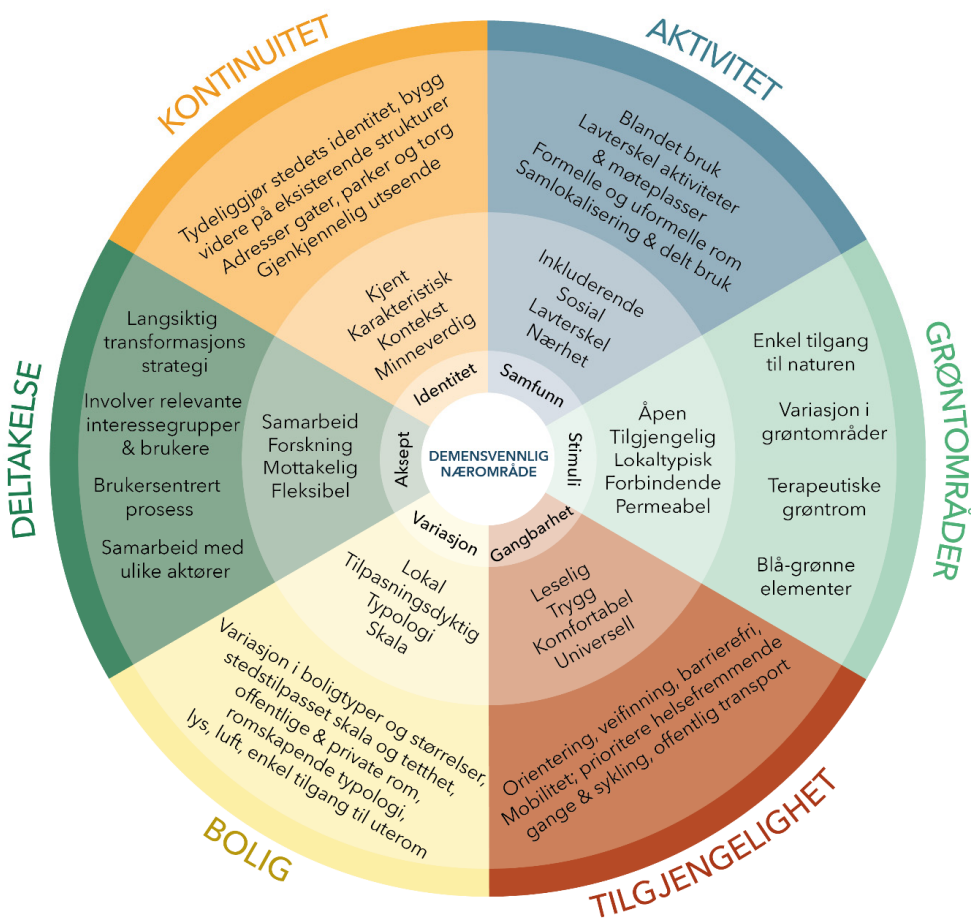 KONTINUITET
Tydeliggjør stedets identitet, bygg
videre på eksisterende strukturer
Adresser gater, parker og torg
Gjenkjennelig utseende
Kjent
Karakteristisk
Kontekst
Minneverdig
Identitet
AKTIVITET
Blandet bruk
Lavterskel aktiviteter
& møteplasser
Formelle og uformelle rom
Samlokalisering & delt bruk
Inkluderende
Sosial
Lavterskel
Nærhet
Samfunn
GRØNTOMRÅDER
Enkel tilgang
til naturen
Variasjon i
grøntområder
Terapeutiske
grøntrom
Blå-grønne
elementer
Åpen
Tilgjengelig
Lokaltypisk
Forbindende
Permeabel
Stimuli
TILGJENGELIGHET
Orientering, veifinning, barrierefri,
Mobilitet; prioritere helsefremmende
gange & sykling, offentlig transport
Leselig
Trygg
Komfortabel
Universell
Gangbarhet
BOLIG
Variasjon i boligtyper og størrelser,
stedstilpasset skala og tetthet,
offentlige & private rom,
romskapende typologi,
lys, luft, enkel tilgang til uterom
Lokal
Tilpasningsdyktig
Typologi
Skala
Variasjon
DELTAKELSE
Langsiktig
transformasjons
strategi
Involver relevante
interessegrupper
& brukere
Brukersentrert
prosess
Samarbeid med
ulike aktører
Samarbeid
Forskning
Mottakelig
Fleksibel
Aksept
DEMENSVENNLIG
NÆROMRÅDE